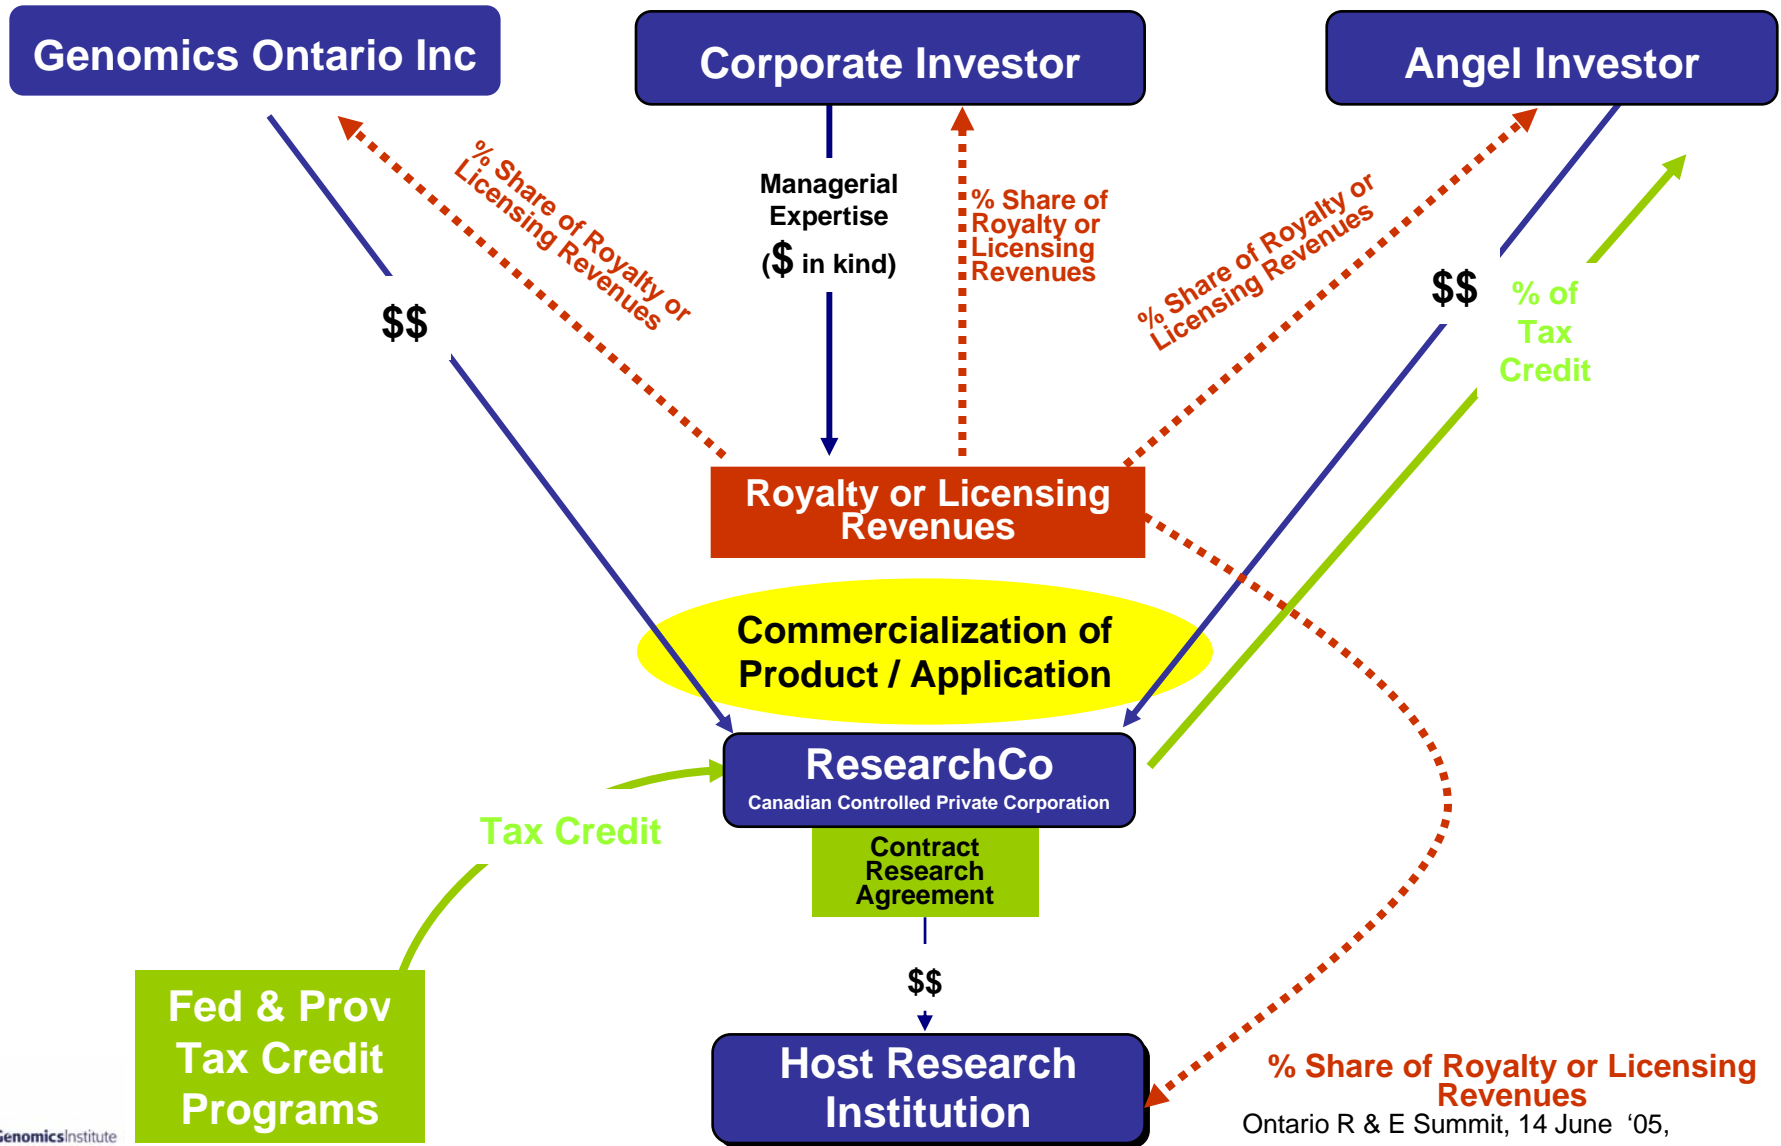 Genomics Ontario Inc
Corporate Investor
Angel Investor
% Share of Royalty or
Licensing Revenues
Managerial
Expertise
($ in kind)
% Share of
Royalty or
Licensing
Revenues
% Share of Royalty or
Licensing Revenues
$$
$$
% of
Tax
Credit
Royalty or Licensing
Revenues
Commercialization of
Product / Application
ResearchCo
Canadian Controlled Private Corporation
Tax Credit
Contract
Research
Agreement
$$
Fed & Prov
Tax Credit
Programs
Host Research
Institution
% Share of Royalty or Licensing
Revenues
Ontario R & E Summit, 14 June ‘05,
GenomicsInstitute